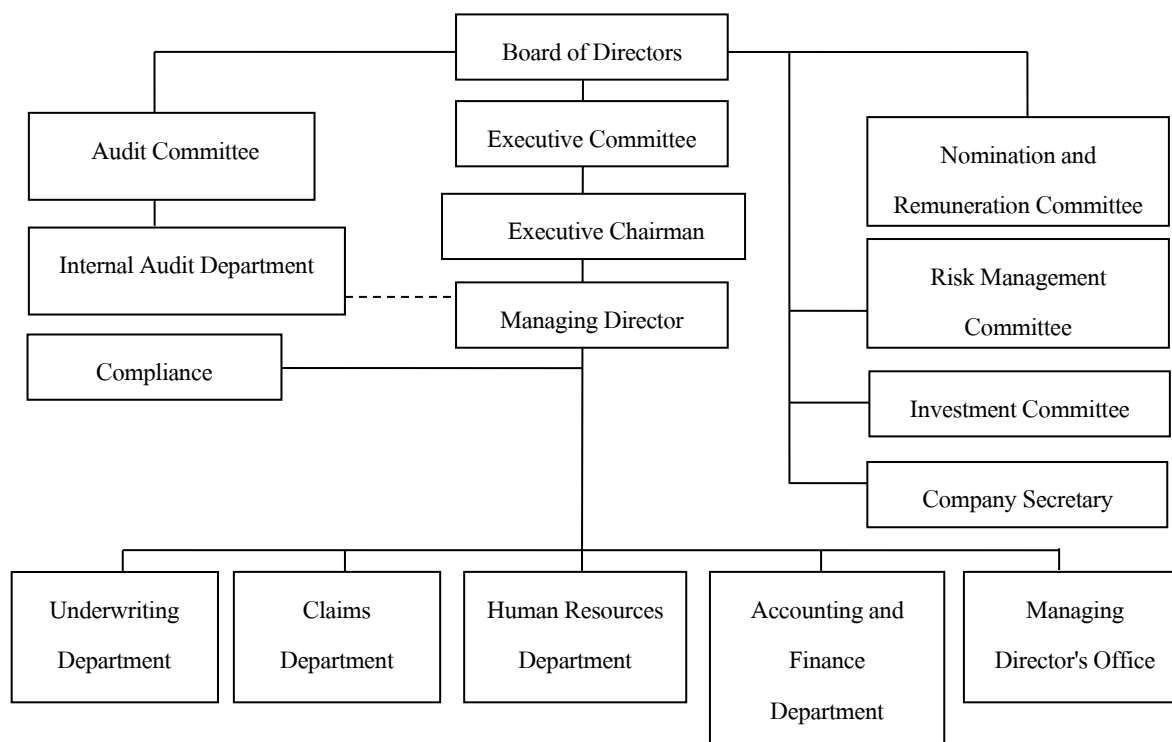 Board of Directors
Audit Committee
Executive Committee
Nomination and
Remuneration Committee
Executive Chairman
Internal Audit Department
Risk Management
Committee
Managing Director
Compliance
Investment Committee
Company Secretary
Underwriting
Department
Claims
Department
Human Resources
Department
Accounting and
Finance
Department
Managing
Director's Office